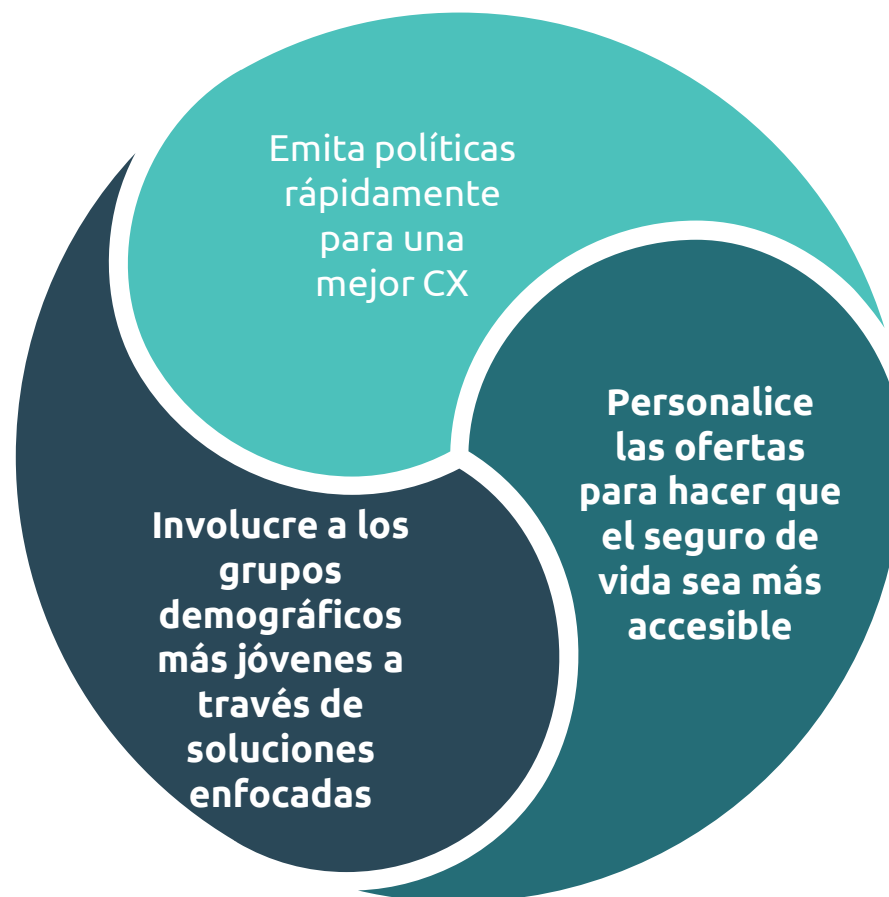 Emita políticas
rápidamente
para una
mejor CX
Personalice
las ofertas
para hacer que
el seguro de
vida sea más
accesible
Involucre a los
grupos
demográficos
más jóvenes a
través de
soluciones
enfocadas